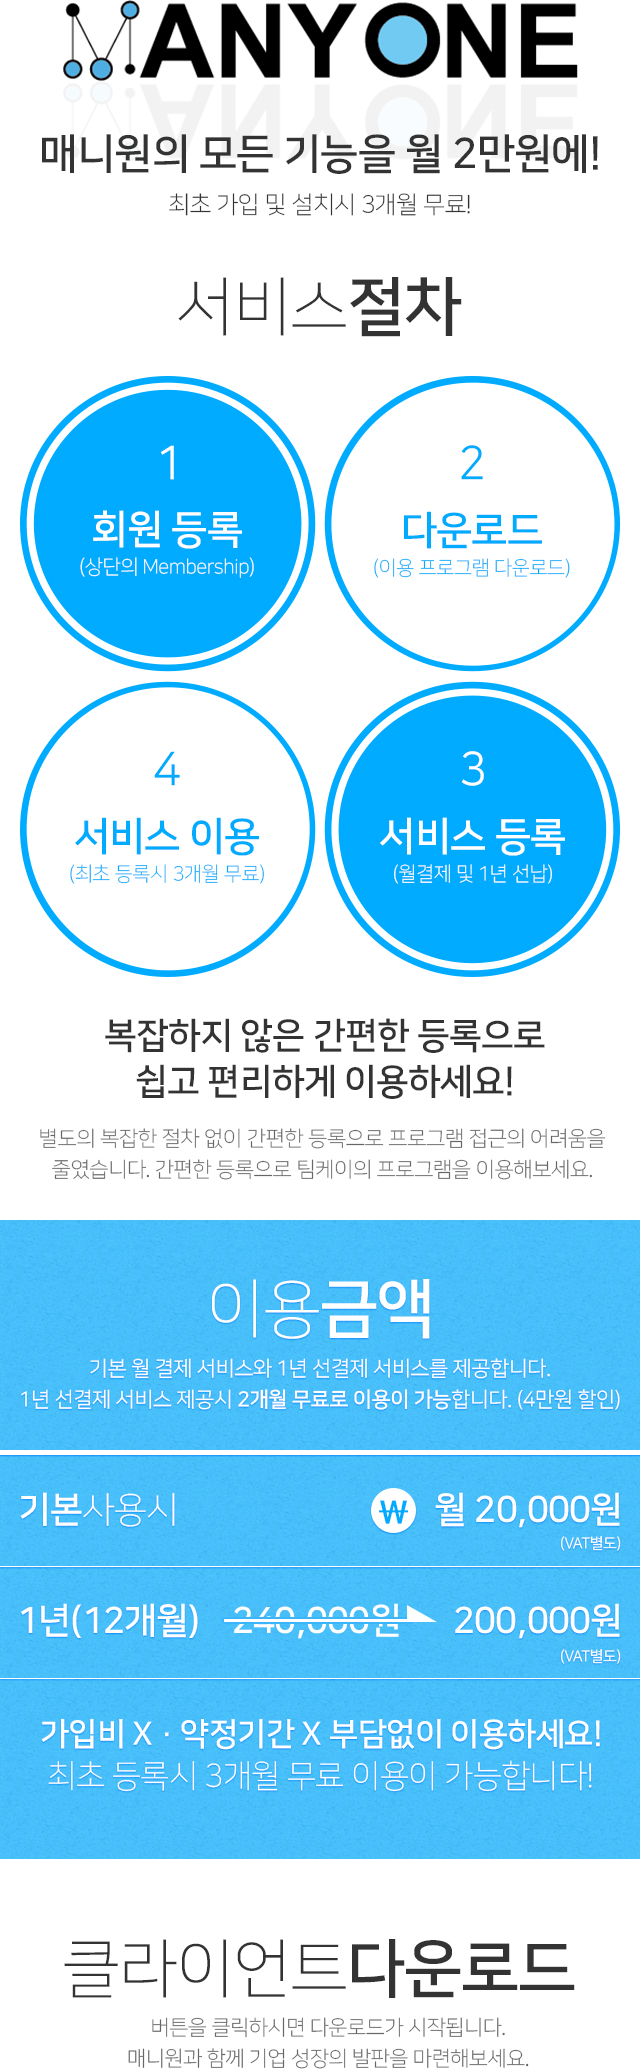 MANYONE
매니원의 모든 기능을 월 2만원에!
최초 가입 및 설치시 3개월 무료!
서비스절차
1
회원 등록
(상단의 Membership)
2
다운로드
(이용 프로그램 다운로드)
4
서비스 이용
(최초 등록시 3개월 무료)
3
서비스 등록
(월결제 및 1년 선납)
복잡하지 않은 간편한 등록으로
쉽고 편리하게 이용하세요!
별도의 복잡한 절차 없이 간편한 등록으로 프로그램 접근의 어려움을
줄였습니다. 간편한 등록으로 팀케이의 프로그램을 이용해보세요.
이용금액
기본 월 결제 서비스와 1년 선결제 서비스를 제공합니다.
1년 선결제 서비스 제공시 2개월 무료로 이용이 가능합니다. (4만원 할인)
기본사용시 ₩ 월 20,000원
(VAT별도)
1년(12개월) 240,000원 200,000원
(VAT별도)
가입비 X · 약정기간 X 부담없이 이용하세요!
최초 등록시 3개월 무료 이용이 가능합니다!
클라이언트다운로드
버튼을 클릭하시면 다운로드가 시작됩니다.
매니원과 함께 기업 성장의 발판을 마련해보세요.